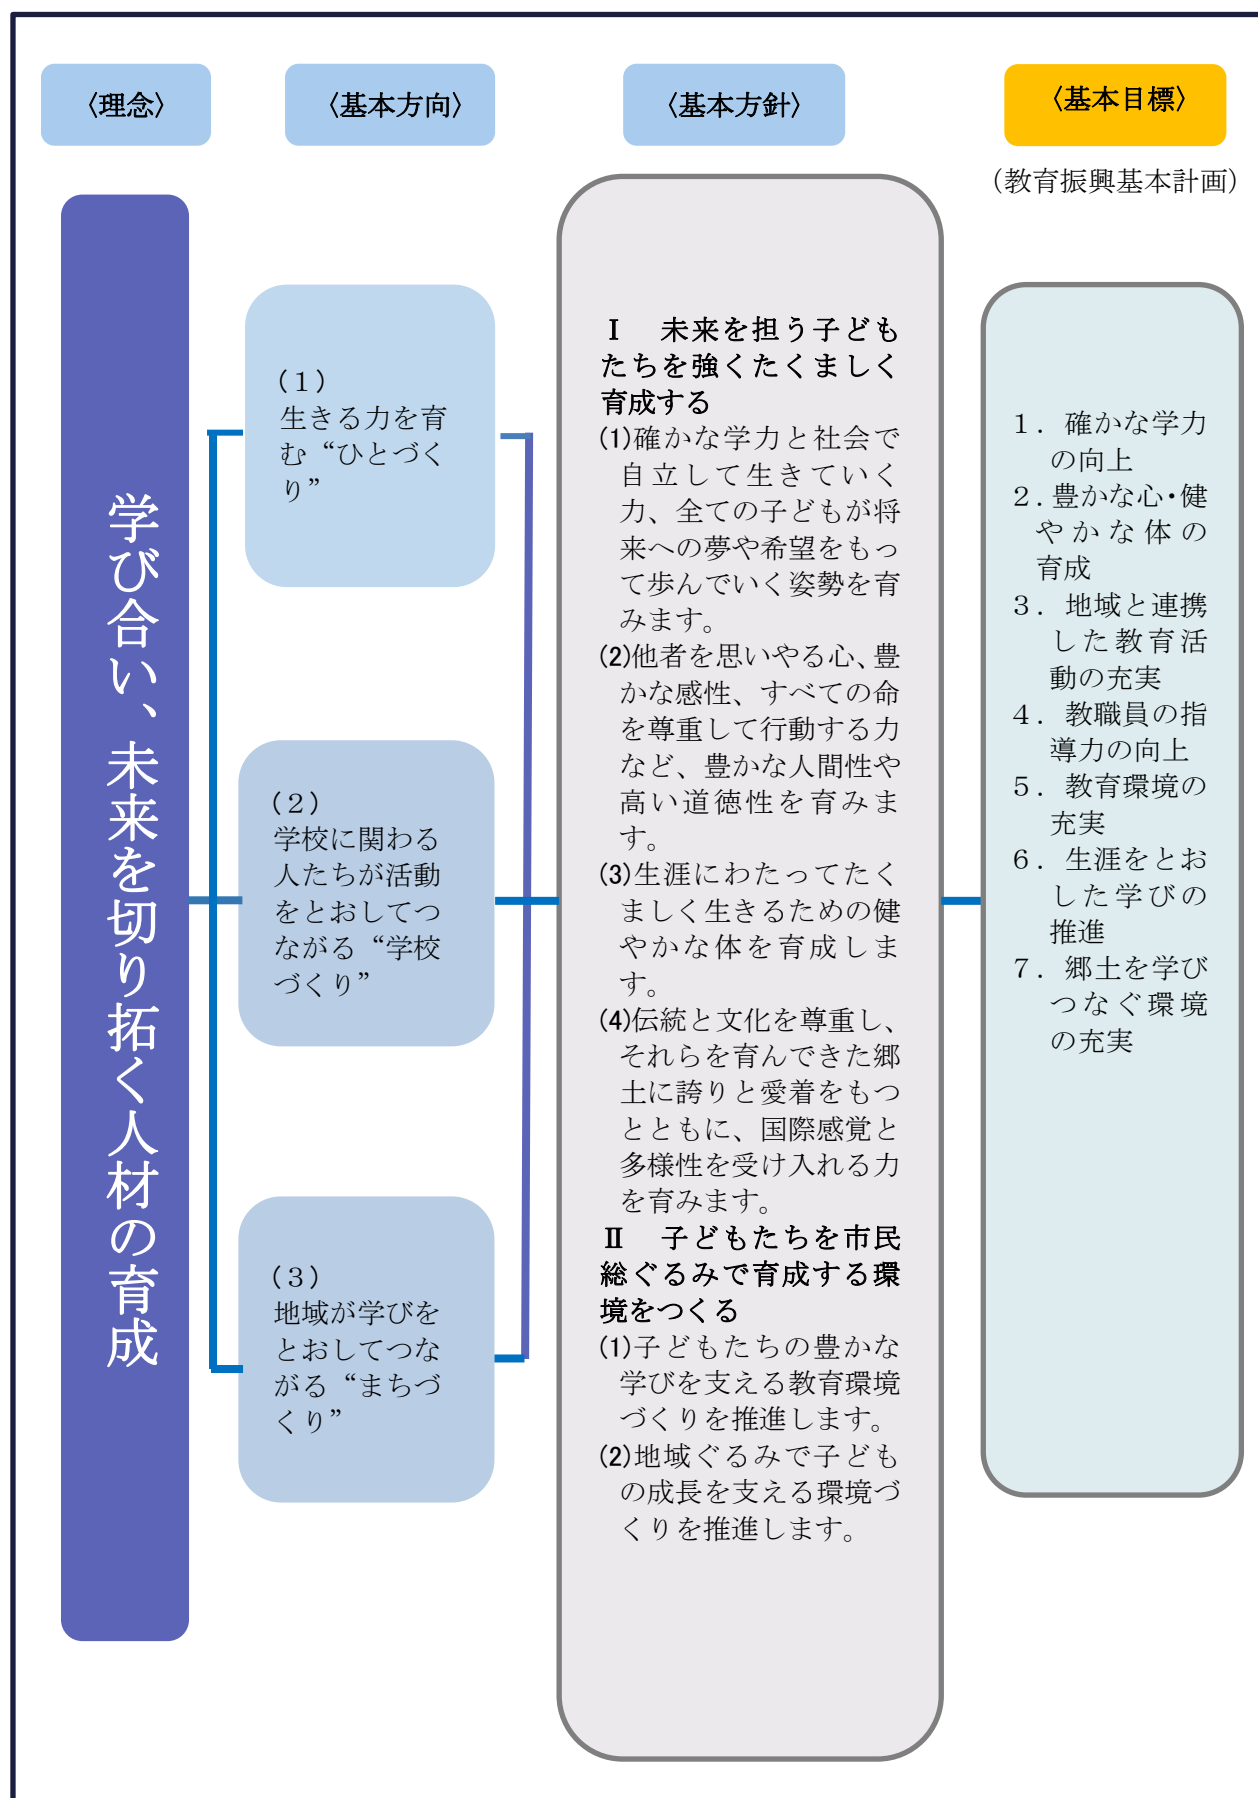 〈理念〉
〈基本方向〉
〈基本方針〉
〈基本目標〉
（教育振興基本計画）
学び合い、未来を切り拓く人材の育成
（１）
生きる力を育
む“ひとづく
り”
（２）
学校に関わる
人たちが活動
をとおしてつ
ながる“学校
づくり”
（３）
地域が学びを
とおしてつな
がる“まちづ
くり”
Ⅰ　未来を担う子ども
たちを強くたくましく
育成する
(1)確かな学力と社会で
自立して生きていく
力、全ての子どもが将
来への夢や希望をもっ
て歩んでいく姿勢を育
みます。
(2)他者を思いやる心、豊
かな感性、すべての命
を尊重して行動する力
など、豊かな人間性や
高い道徳性を育みま
す。
(3)生涯にわたってたく
ましく生きるための健
やかな体を育成しま
す。
(4)伝統と文化を尊重し、
それらを育んできた郷
土に誇りと愛着をもつ
とともに、国際感覚と
多様性を受け入れる力
を育みます。
Ⅱ　子どもたちを市民
総ぐるみで育成する環
境をつくる
(1)子どもたちの豊かな
学びを支える教育環境
づくりを推進します。
(2)地域ぐるみで子ども
の成長を支える環境づ
くりを推進します。
１．確かな学力
の向上
２.豊かな心・健
やかな体の
育成
３．地域と連携
した教育活
動の充実
４．教職員の指
導力の向上
５．教育環境の
充実
６．生涯をとお
した学びの
推進
７．郷土を学び
つなぐ環境
の充実